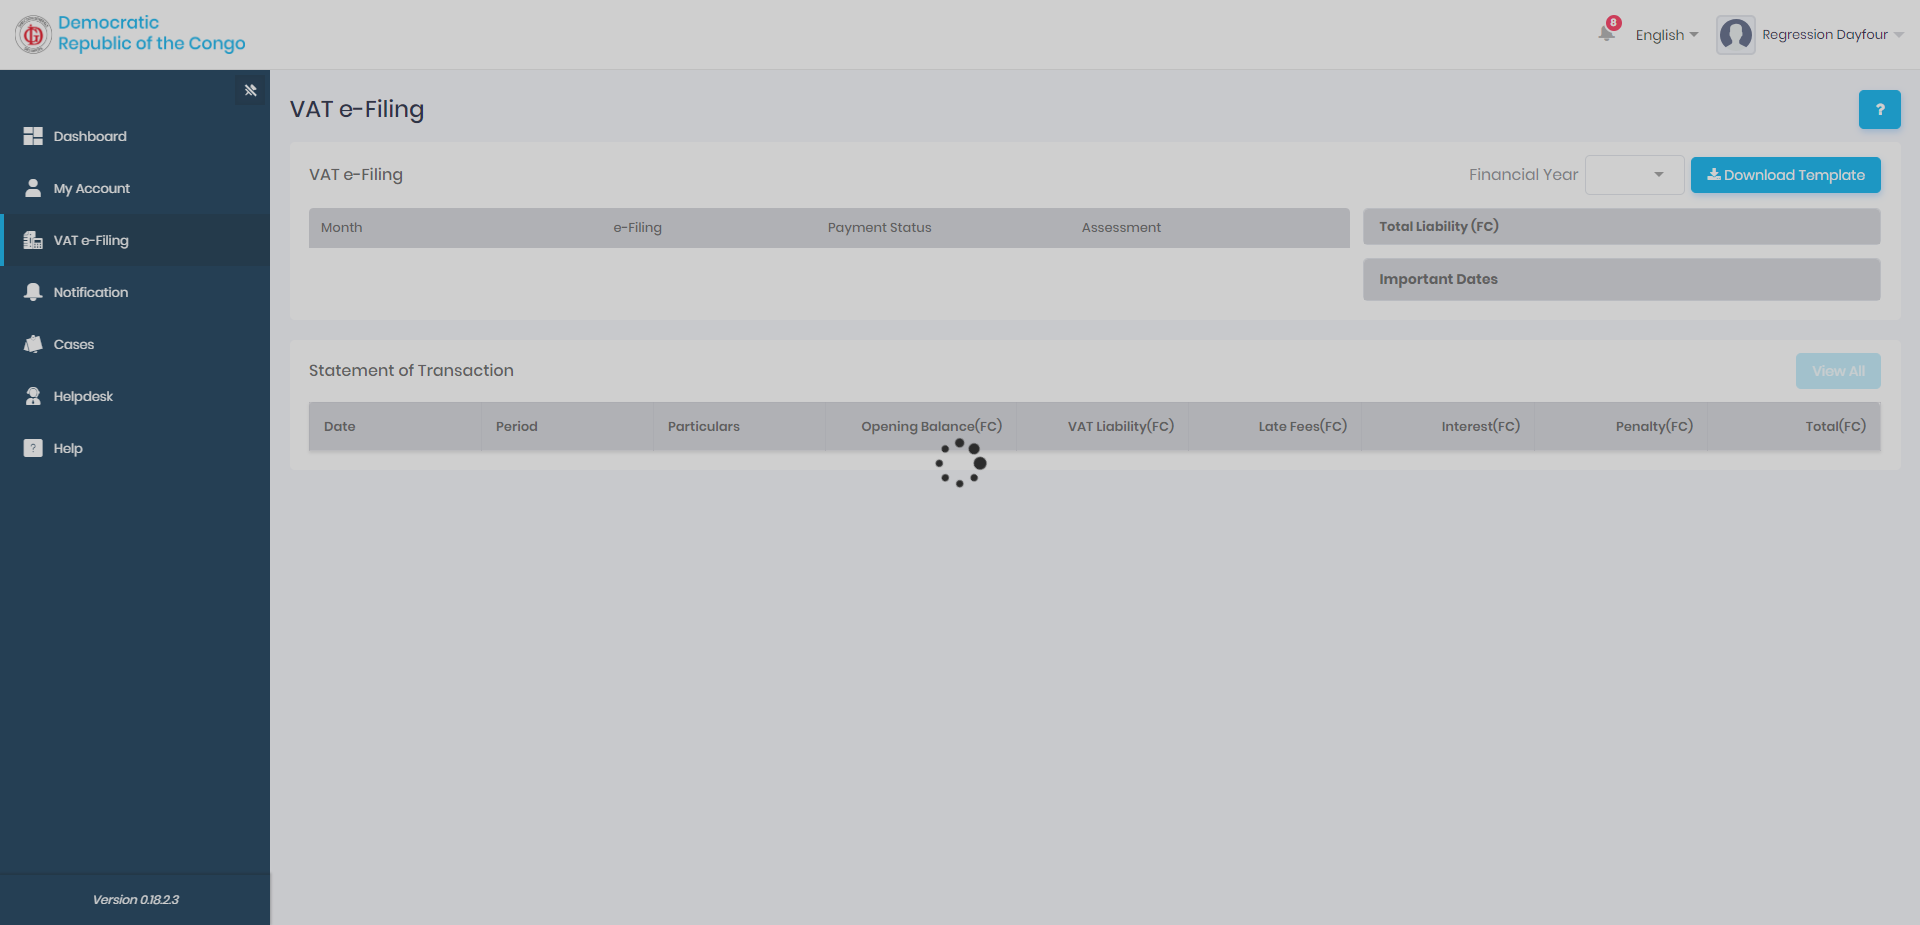 Democratic
Republic of the Congo
8
English
Regression Dayfour
Dashboard
My Account
VAT e-Filing
Notification
Cases
Helpdesk
? Help
Version 0.18.2.3
VAT e-Filing
?
VAT e-Filing
Financial Year
Download Template
Month e-Filing Payment Status Assessment
Total Liability (FC)
Important Dates
Statement of Transaction
View All
Date Period Particulars Opening Balance(FC) VAT Liability(FC) Late Fees(FC) Interest(FC) Penalty(FC) Total(FC)